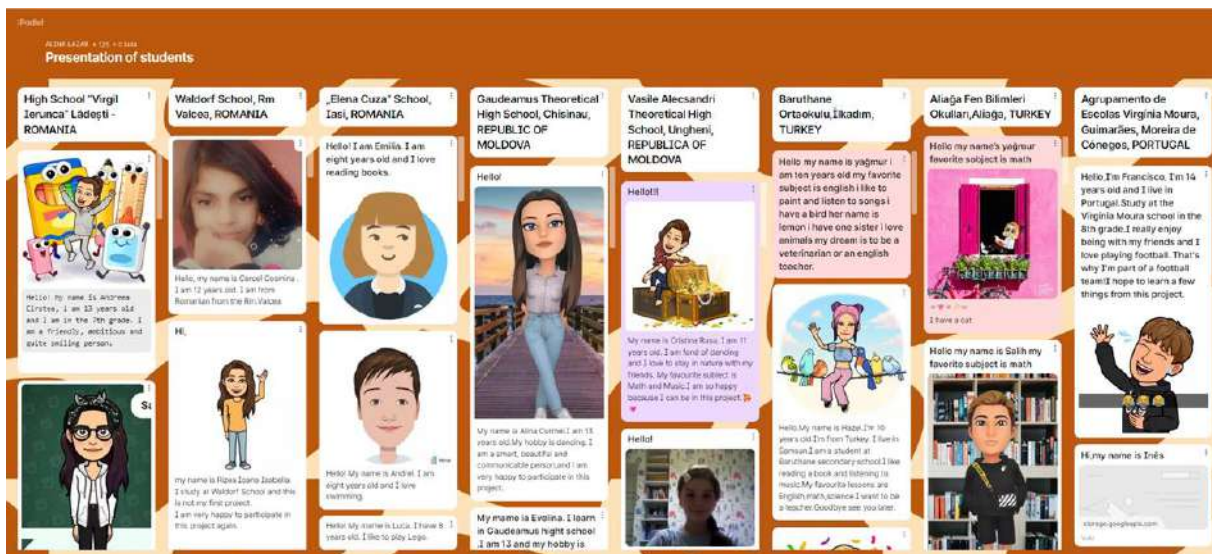 :Padlet
ALINA LAZAR
Presentation of students
High School "Virgil
Ierunca" Lădești -
ROMANIA
Hello! my name is Andreea
Cirstea, i am 13 years old
and i am in the 7th grade. I
am a friendly, ambitious and
quite smiling person.
Waldorf School, Rm
Valcea, ROMANIA
Hello, my name is
I am 12 years old. I am from
Romanian from the Rm.Valcea
Hi,
my name is Rizea Ioana Isabella
I study at Waldorf School and this
is not my first project.
I am very happy to participate in
this project again.
„Elena Cuza" School,
Iasi, ROMANIA
Hello! I am Emilia. I am
eight years old and I love
reading books.
Hello! My name is Andrei. I am
eight years old and I love
swimming.
Hello! My name is Luca. I have 8
years old. I like to play Lego.
Gaudeamus Theoretical
High School, Chisinau,
REPUBLIC OF
MOLDOVA
Hello!
My name is Alina I am 13
years old.My hobby is dancing. I
am a smart, beautiful and
communicable person,and I am
very happy to participate in this
project.
My mame is Evelina. I learn
in Gaudeamus hight school
.I am 13 and my hobby is
Vasile Alecsandri
Theoretical High
School, Ungheni,
REPUBLICA OF
MOLDOVA
Hello!!!
My name is Cristina Rusu. I am 11
years old. I am fond of dancing
and I love to stay in nature with my
friends. My favourite subject is
Math and Music.I am so happy
because I can be in this project.
Hello!
Baruthane
Ortaokulu,İlkadım,
TURKEY
Hello my name is yağmur i
am ten years old my favorite
subject is english i like to
paint and listen to songs i
have a bird her name is
lemon i have one sister i love
animals my dream is to be a
veterinarian or an english
teacher.
Hello.My name is Hazel.I'm 10
years old.I'm from Turkey. I live in
Samsun.I am a student at
Baruthane secondary school.I like
reading a book and listening to
music.My favourite lessons are
English,math,science.I want to be
a teacher.Goodbye see you later.
Aliağa Fen Bilimleri
Okulları,Aliağa, TURKEY
Hello my name's yağmur
favorite sobject is math
I have a cat
Hello my name is Salih my
favorite subject is math
Agrupamento de
Escolas Virgínia Moura,
Guimarães, Moreira de
Cónegos, PORTUGAL
Hello,I'm Francisco, I'm 14
years old and I live in
Portugal.Study at the
Virgínia Moura school in the
8th grade.I really enjoy
being with my friends and I
love playing football. That's
why I'm part of a football
team!I hope to learn a few
things from this project.
Hi,my name is Inês
storage.googleapis.com